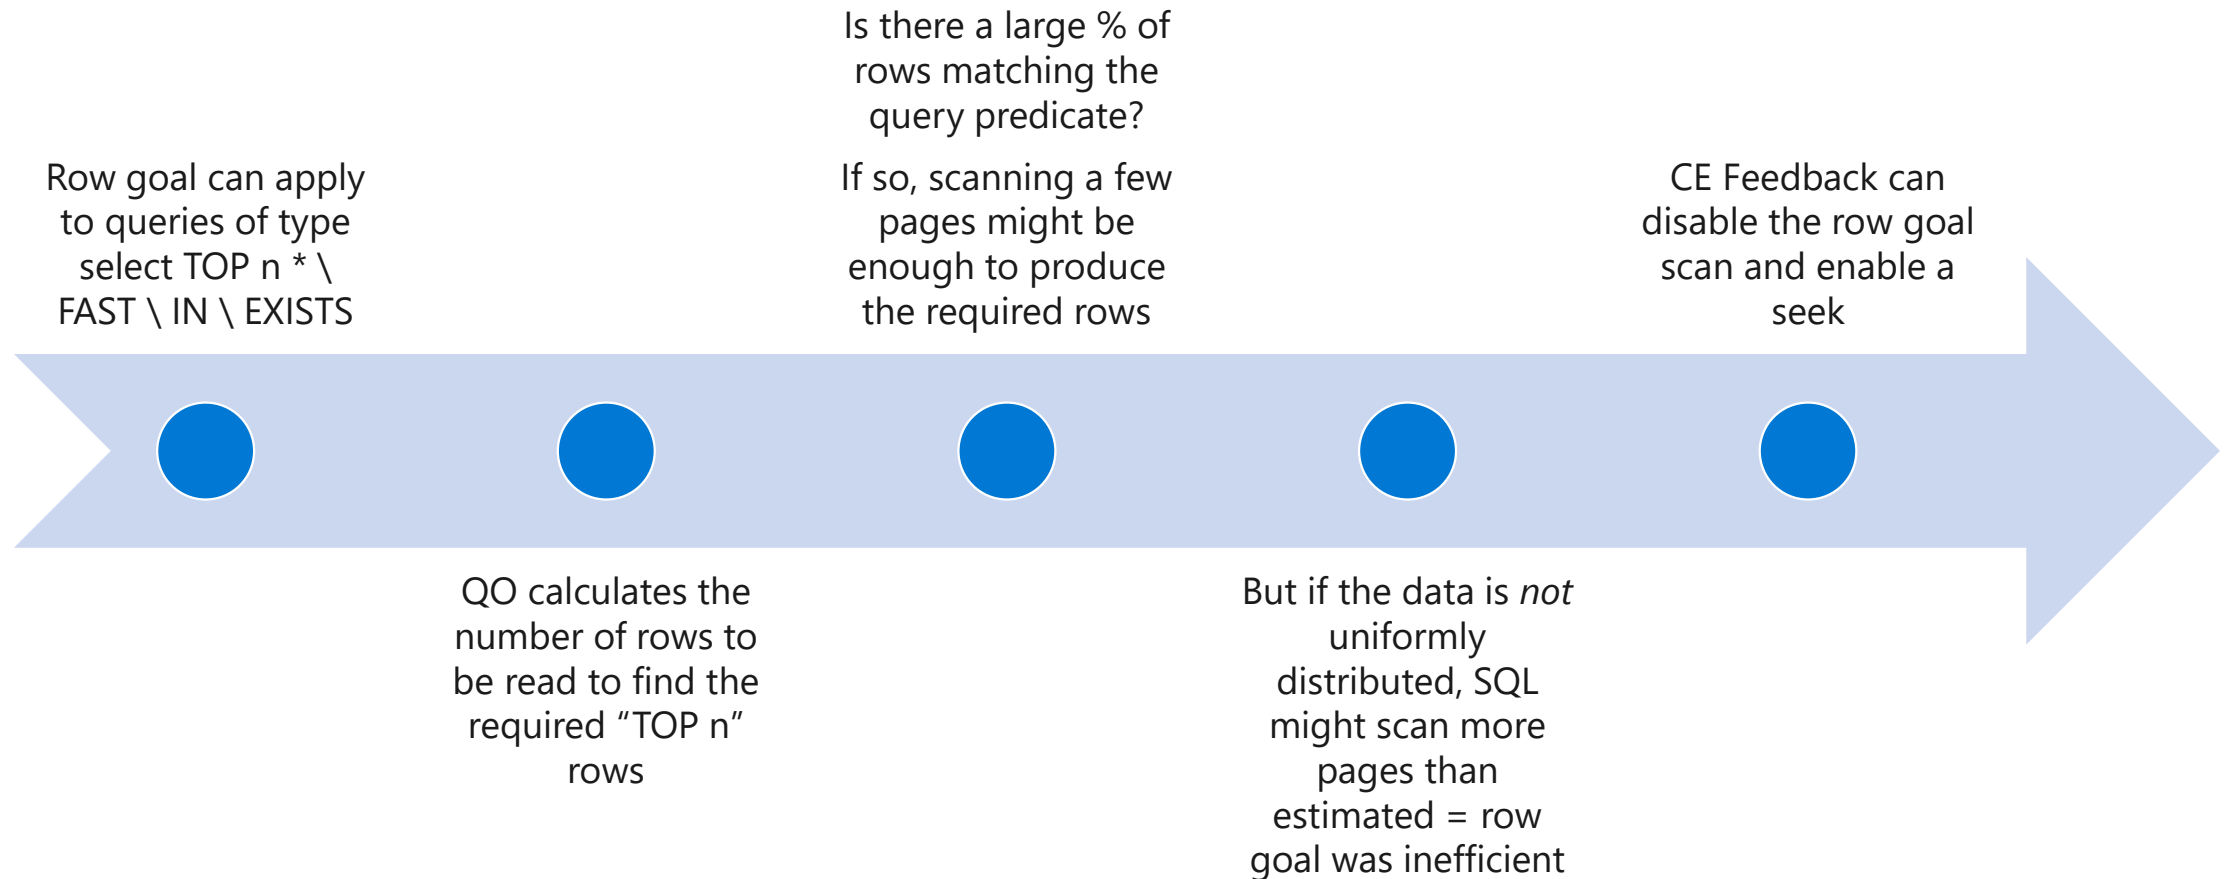 Row goal can apply
to queries of type
select TOP n * \
FAST \ IN \ EXISTS
QO calculates the
number of rows to
be read to find the
required “TOP n”
rows
Is there a large % of
rows matching the
query predicate?
If so, scanning a few
pages might be
enough to produce
the required rows
But if the data is not
uniformly
distributed, SQL
might scan more
pages than
estimated = row
goal was inefficient
CE Feedback can
disable the row goal
scan and enable a
seek